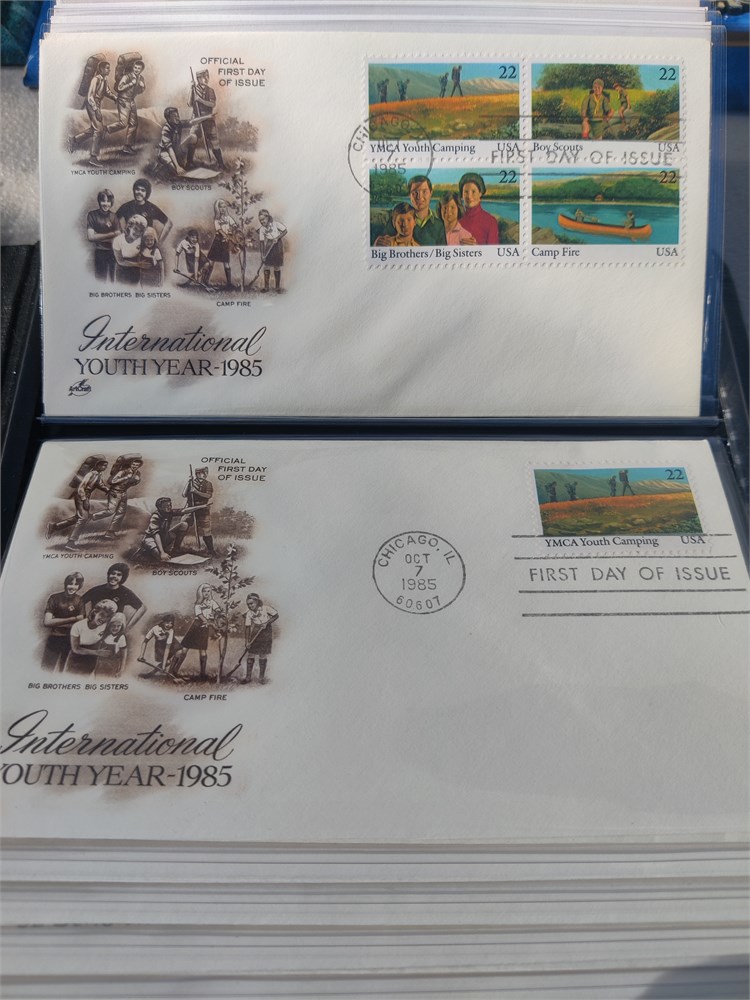 OFFICIAL
FIRST DAY
OF ISSUE
YMCA YOUTH CAMPING
BOY SCOUTS
BIG BROTHERS BIG SISTERS
CAMP FIRE
International
YOUTH YEAR-1985
ArtCraft
22
YMCA Youth Camping USA
22
Boy Scouts USA
22
Big Brothers/Big Sisters USA
22
Camp Fire USA
CHICAGO,
OCT
7
1985
FIRST DAY OF ISSUE
OFFICIAL
FIRST DAY
OF ISSUE
YMCA YOUTH CAMPING
BOY SCOUTS
BIG BROTHERS BIG SISTERS
CAMP FIRE
International
YOUTH YEAR-1985
CHICAGO, IL
OCT
7
1985
60607
22
YMCA Youth Camping USA
FIRST DAY OF ISSUE